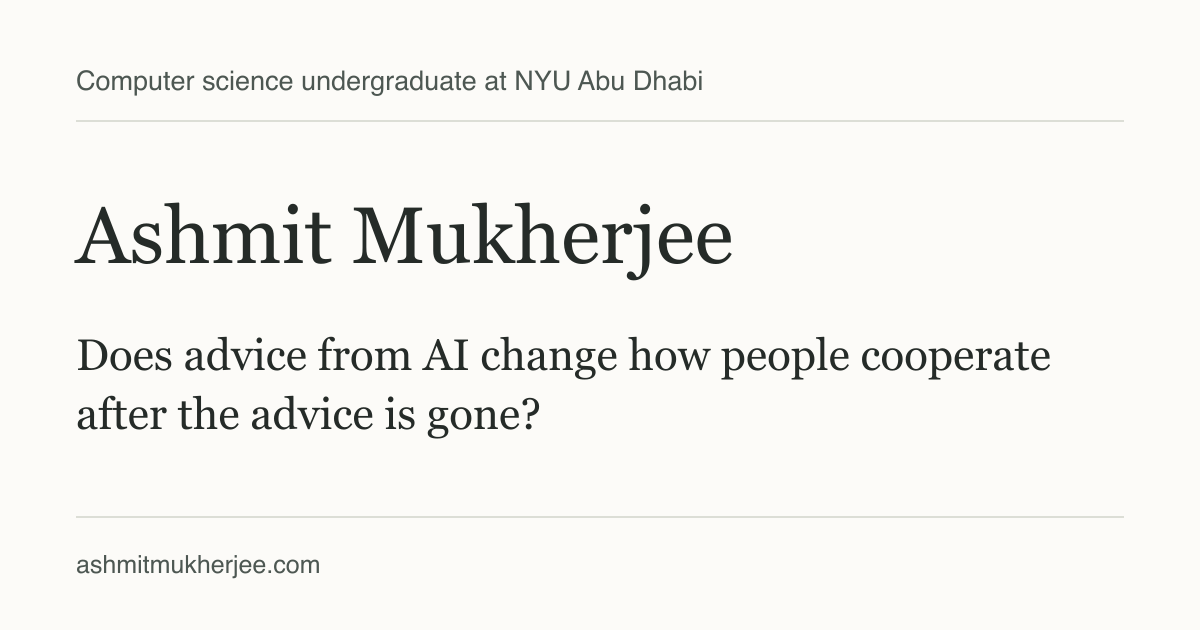 Computer science undergraduate at NYU Abu Dhabi
Ashmit Mukherjee
Does advice from AI change how people cooperate
after the advice is gone?
ashmitmukherjee.com